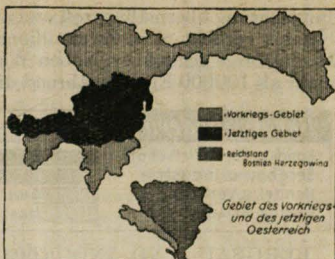 Vorkriegs-Gebiet
Jetztiges Gebiet
Reichsland
Bosnien Herzegowina
Gebiet des Vorkriegs-
und des jetztigen
Oesterreich